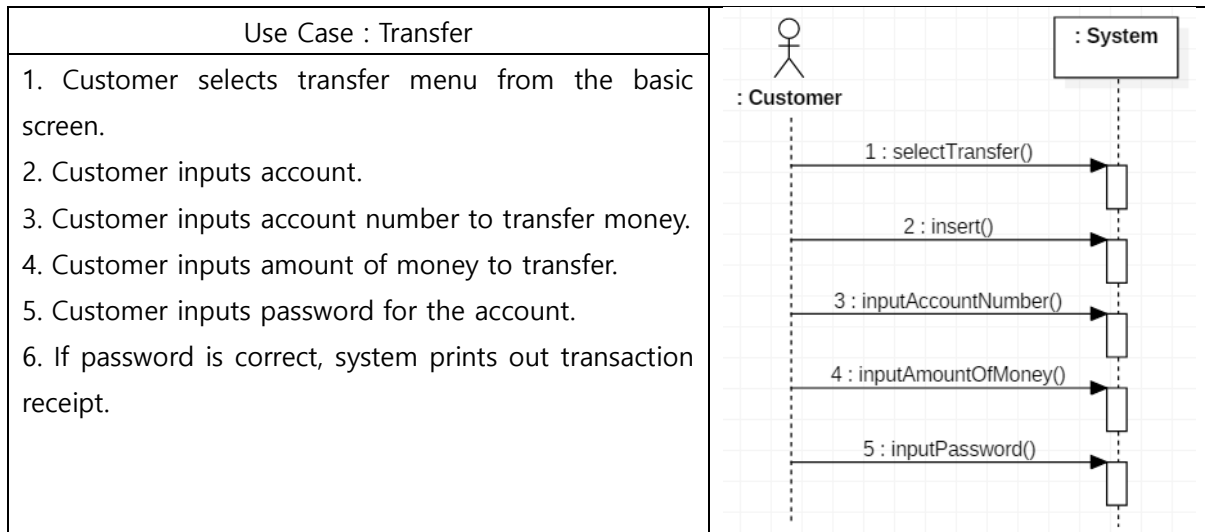 Use Case : Transfer
1. Customer selects transfer menu from the basic
screen.
2. Customer inputs account.
3. Customer inputs account number to transfer money.
4. Customer inputs amount of money to transfer.
5. Customer inputs password for the account.
6. If password is correct, system prints out transaction
receipt.
: Customer
: System
1 : selectTransfer()
2 : insert()
3 : inputAccountNumber()
4 : inputAmountOfMoney()
5 : inputPassword()